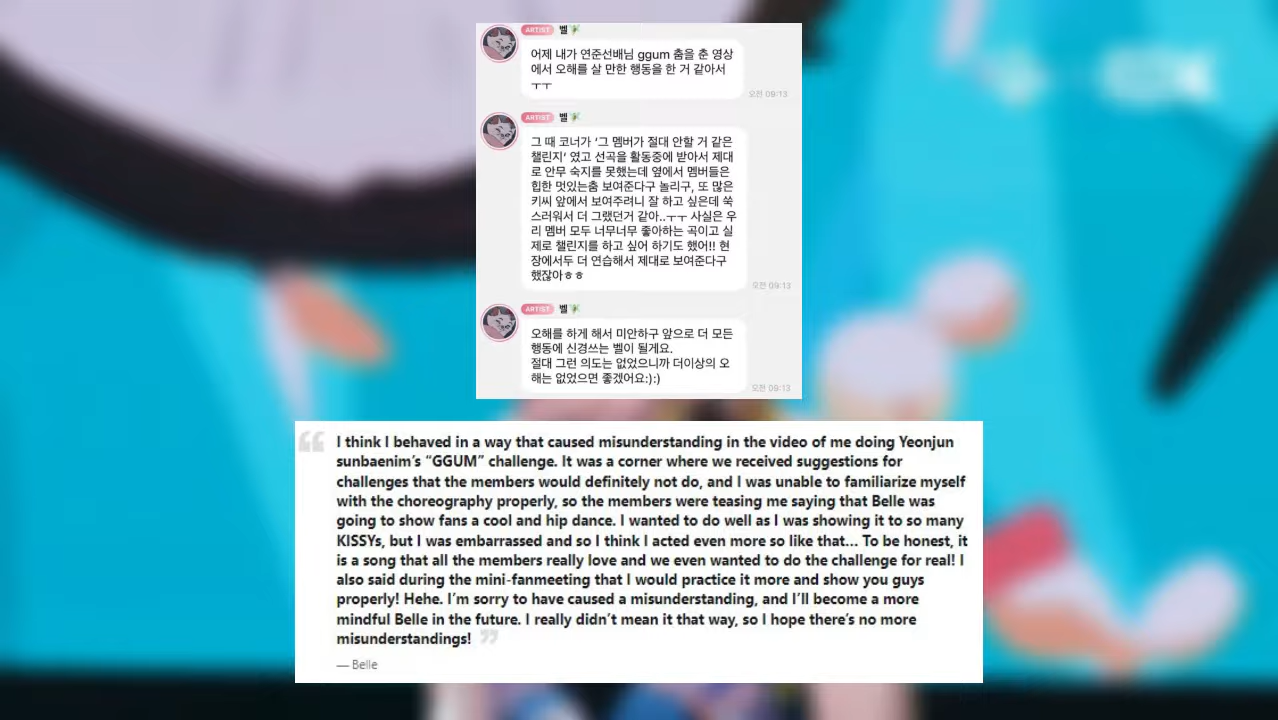 ARTIST 벨
어제 내가 연준선배님 ggum 춤을 춘 영상
에서 오해를 살 만한 행동을 한 거 같아서
ㅜㅜ
오전 09:13
ARTIST 벨
그 때 코너가 ‘그 멤버가 절대 안할 거 같은
챌린지’ 였고 선곡을 활동중에 받아서 제대
로 안무 숙지를 못했는데 옆에서 멤버들은
힙한 멋있는춤 보여준다구 놀리구, 또 많은
키씨 앞에서 보여주려니 잘 하고 싶은데 쑥
스러워서 더 그랬던거 같아..ㅜㅜ 사실은 우
리 멤버 모두 너무너무 좋아하는 곡이고 실
제로 챌린지를 하고 싶어 하기도 했어!! 현
장에서두 더 연습해서 제대로 보여준다구
했잖아ㅎㅎ
오전 09:13
ARTIST 벨
오해를 하게 해서 미안하구 앞으로 더 모든
행동에 신경쓰는 벨이 될게요.
절대 그런 의도는 없었으니까 더이상의 오
해는 없었으면 좋겠어요:):)
오전 09:13
“ I think I behaved in a way that caused misunderstanding in the video of me doing Yeonjun
sunbaenim’s “GGUM” challenge. It was a corner where we received suggestions for
challenges that the members would definitely not do, and I was unable to familiarize myself
with the choreography properly, so the members were teasing me saying that Belle was
going to show fans a cool and hip dance. I wanted to do well as I was showing it to so many
KISSYs, but I was embarrassed and so I think I acted even more so like that... To be honest, it
is a song that all the members really love and we even wanted to do the challenge for real! I
also said during the mini-fanmeeting that I would practice it more and show you guys
properly! Hehe. I’m sorry to have caused a misunderstanding, and I’ll become a more
mindful Belle in the future. I really didn’t mean it that way, so I hope there’s no more
misunderstandings! ”
— Belle